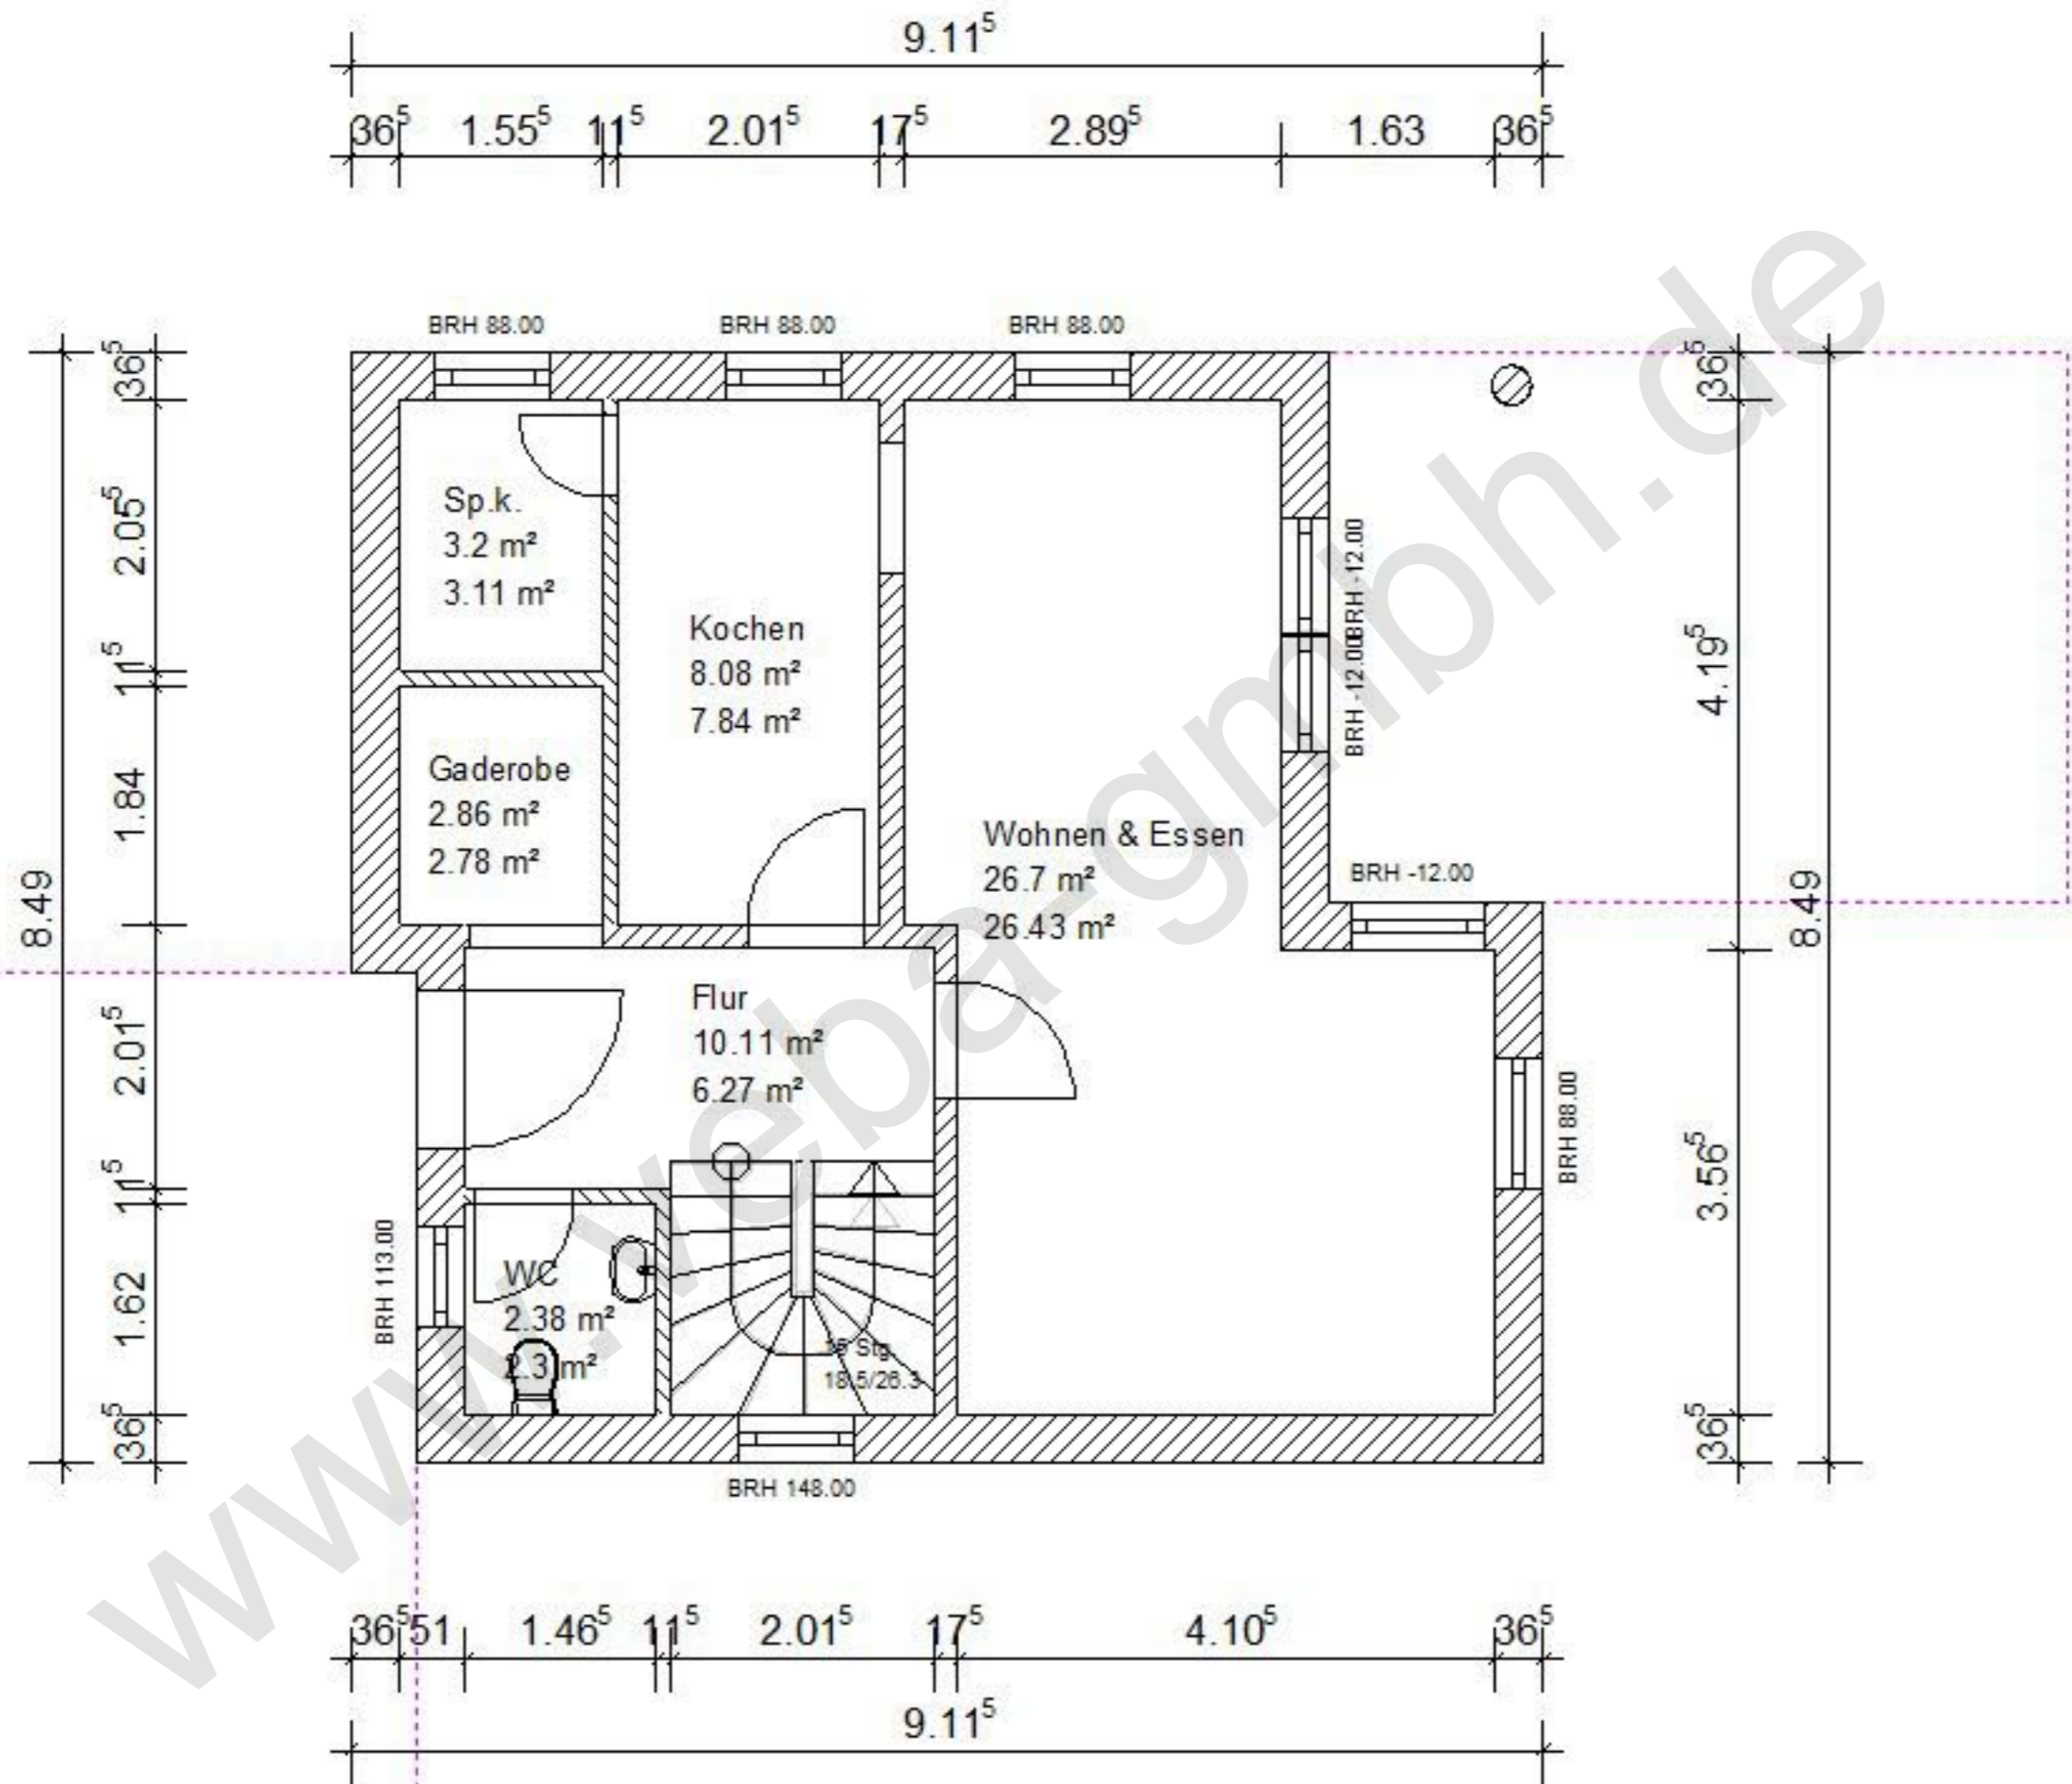 9.11⁵
36⁵ 1.55⁵ 11⁵ 2.01⁵ 17⁵ 2.89⁵ 1.63 36⁵
BRH 88.00 BRH 88.00 BRH 88.00
8.49
36⁵
2.05⁵
11⁵
1.84
2.01⁵
11⁵
1.62
36⁵
Sp.k.
3.2 m²
3.11 m²
Kochen
8.08 m²
7.84 m²
Gaderobe
2.86 m²
2.78 m²
Wohnen & Essen
26.7 m²
26.43 m²
BRH -12.00
BRH -12.00
BRH -12.00
Flur
10.11 m²
6.27 m²
BRH 88.00
BRH 113.00
WC
2.38 m²
2.3 m²
15 Stg.
18.5/26.3
BRH 148.00
36⁵
4.19⁵
3.56⁵
36⁵
8.49
36⁵ 51 1.46⁵ 11⁵ 2.01⁵ 17⁵ 4.10⁵ 36⁵
9.11⁵
www.veba-gmbh.de